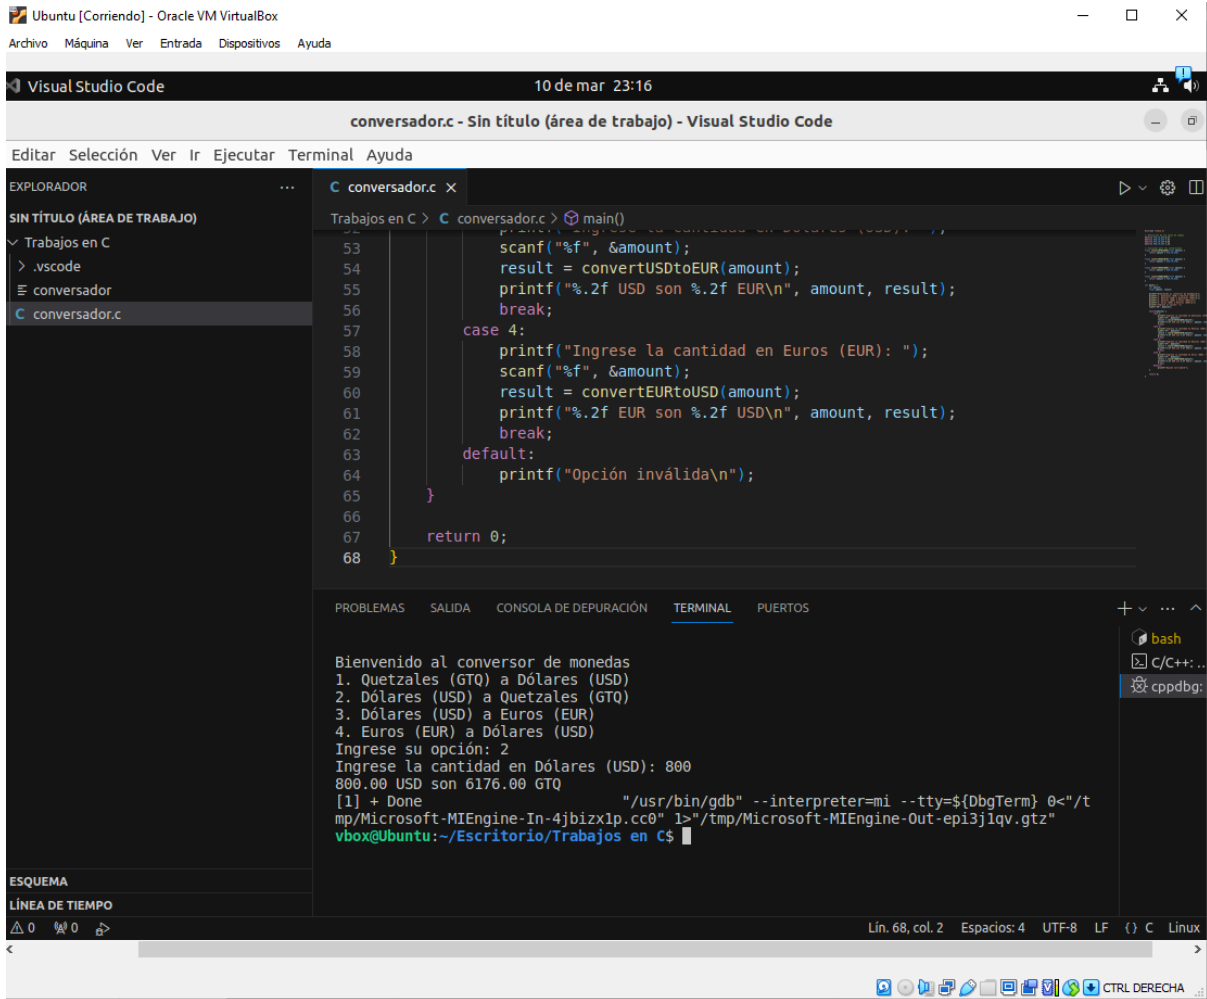 Ubuntu [Corriendo] - Oracle VM VirtualBox
Archivo Máquina Ver Entrada Dispositivos Ayuda
Visual Studio Code 10 de mar 23:16
conversador.c - Sin título (área de trabajo) - Visual Studio Code
Editar Selección Ver Ir Ejecutar Terminal Ayuda
EXPLORADOR
SIN TÍTULO (ÁREA DE TRABAJO)
Trabajos en C
.vscode
conversador
C conversador.c
C conversador.c
Trabajos en C > C conversador.c > main()
52 printf("Ingrese la cantidad en Dólares (USD): ");
53 scanf("%f", &amount);
54 result = convertUSDtoEUR(amount);
55 printf("%.2f USD son %.2f EUR\n", amount, result);
56 break;
57 case 4:
58 printf("Ingrese la cantidad en Euros (EUR): ");
59 scanf("%f", &amount);
60 result = convertEURtoUSD(amount);
61 printf("%.2f EUR son %.2f USD\n", amount, result);
62 break;
63 default:
64 printf("Opción inválida\n");
65 }
66
67 return 0;
68 }
PROBLEMAS SALIDA CONSOLA DE DEPURACIÓN TERMINAL PUERTOS
Bienvenido al conversor de monedas
1. Quetzales (GTQ) a Dólares (USD)
2. Dólares (USD) a Quetzales (GTQ)
3. Dólares (USD) a Euros (EUR)
4. Euros (EUR) a Dólares (USD)
Ingrese su opción: 2
Ingrese la cantidad en Dólares (USD): 800
800.00 USD son 6176.00 GTQ
[1] + Done "/usr/bin/gdb" --interpreter=mi --tty=${DbgTerm} 0<"/t
mp/Microsoft-MIEngine-In-4jbizx1p.cc0" 1>"/tmp/Microsoft-MIEngine-Out-epi3j1qv.gtz"
vbox@Ubuntu:~/Escritorio/Trabajos en C$
bash
C/C++: ..
cppdbg:
ESQUEMA
LÍNEA DE TIEMPO
0 0 Lín. 68, col. 2 Espacios: 4 UTF-8 LF {} C Linux
CTRL DERECHA